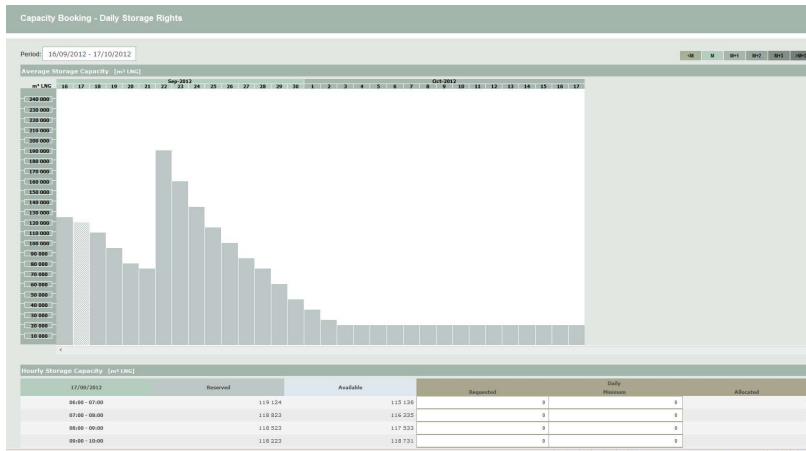 Capacity Booking - Daily Storage Rights
Period: 16/09/2012 - 17/10/2012
<M M M+1 M+2 M+3
Average Storage Capacity [m³ LNG]
Sep-2012 Oct-2012
m³ LNG 16 17 18 19 20 21 22 23 24 25 26 27 28 29 30 1 2 3 4 5 6 7 8 9 10 11 12 13 14 15 16 17
240 000
230 000
220 000
210 000
200 000
190 000
180 000
170 000
160 000
150 000
140 000
130 000
120 000
110 000
100 000
90 000
80 000
70 000
60 000
50 000
40 000
30 000
20 000
10 000
<
Hourly Storage Capacity [m³ LNG]
17/09/2012 Reserved Available Daily
Requested Minimum Allocated
06:00 - 07:00 119 124 115 136 0 0
07:00 - 08:00 118 823 116 335 0 0
08:00 - 09:00 118 523 117 533 0 0
09:00 - 10:00 118 223 118 731 0 0